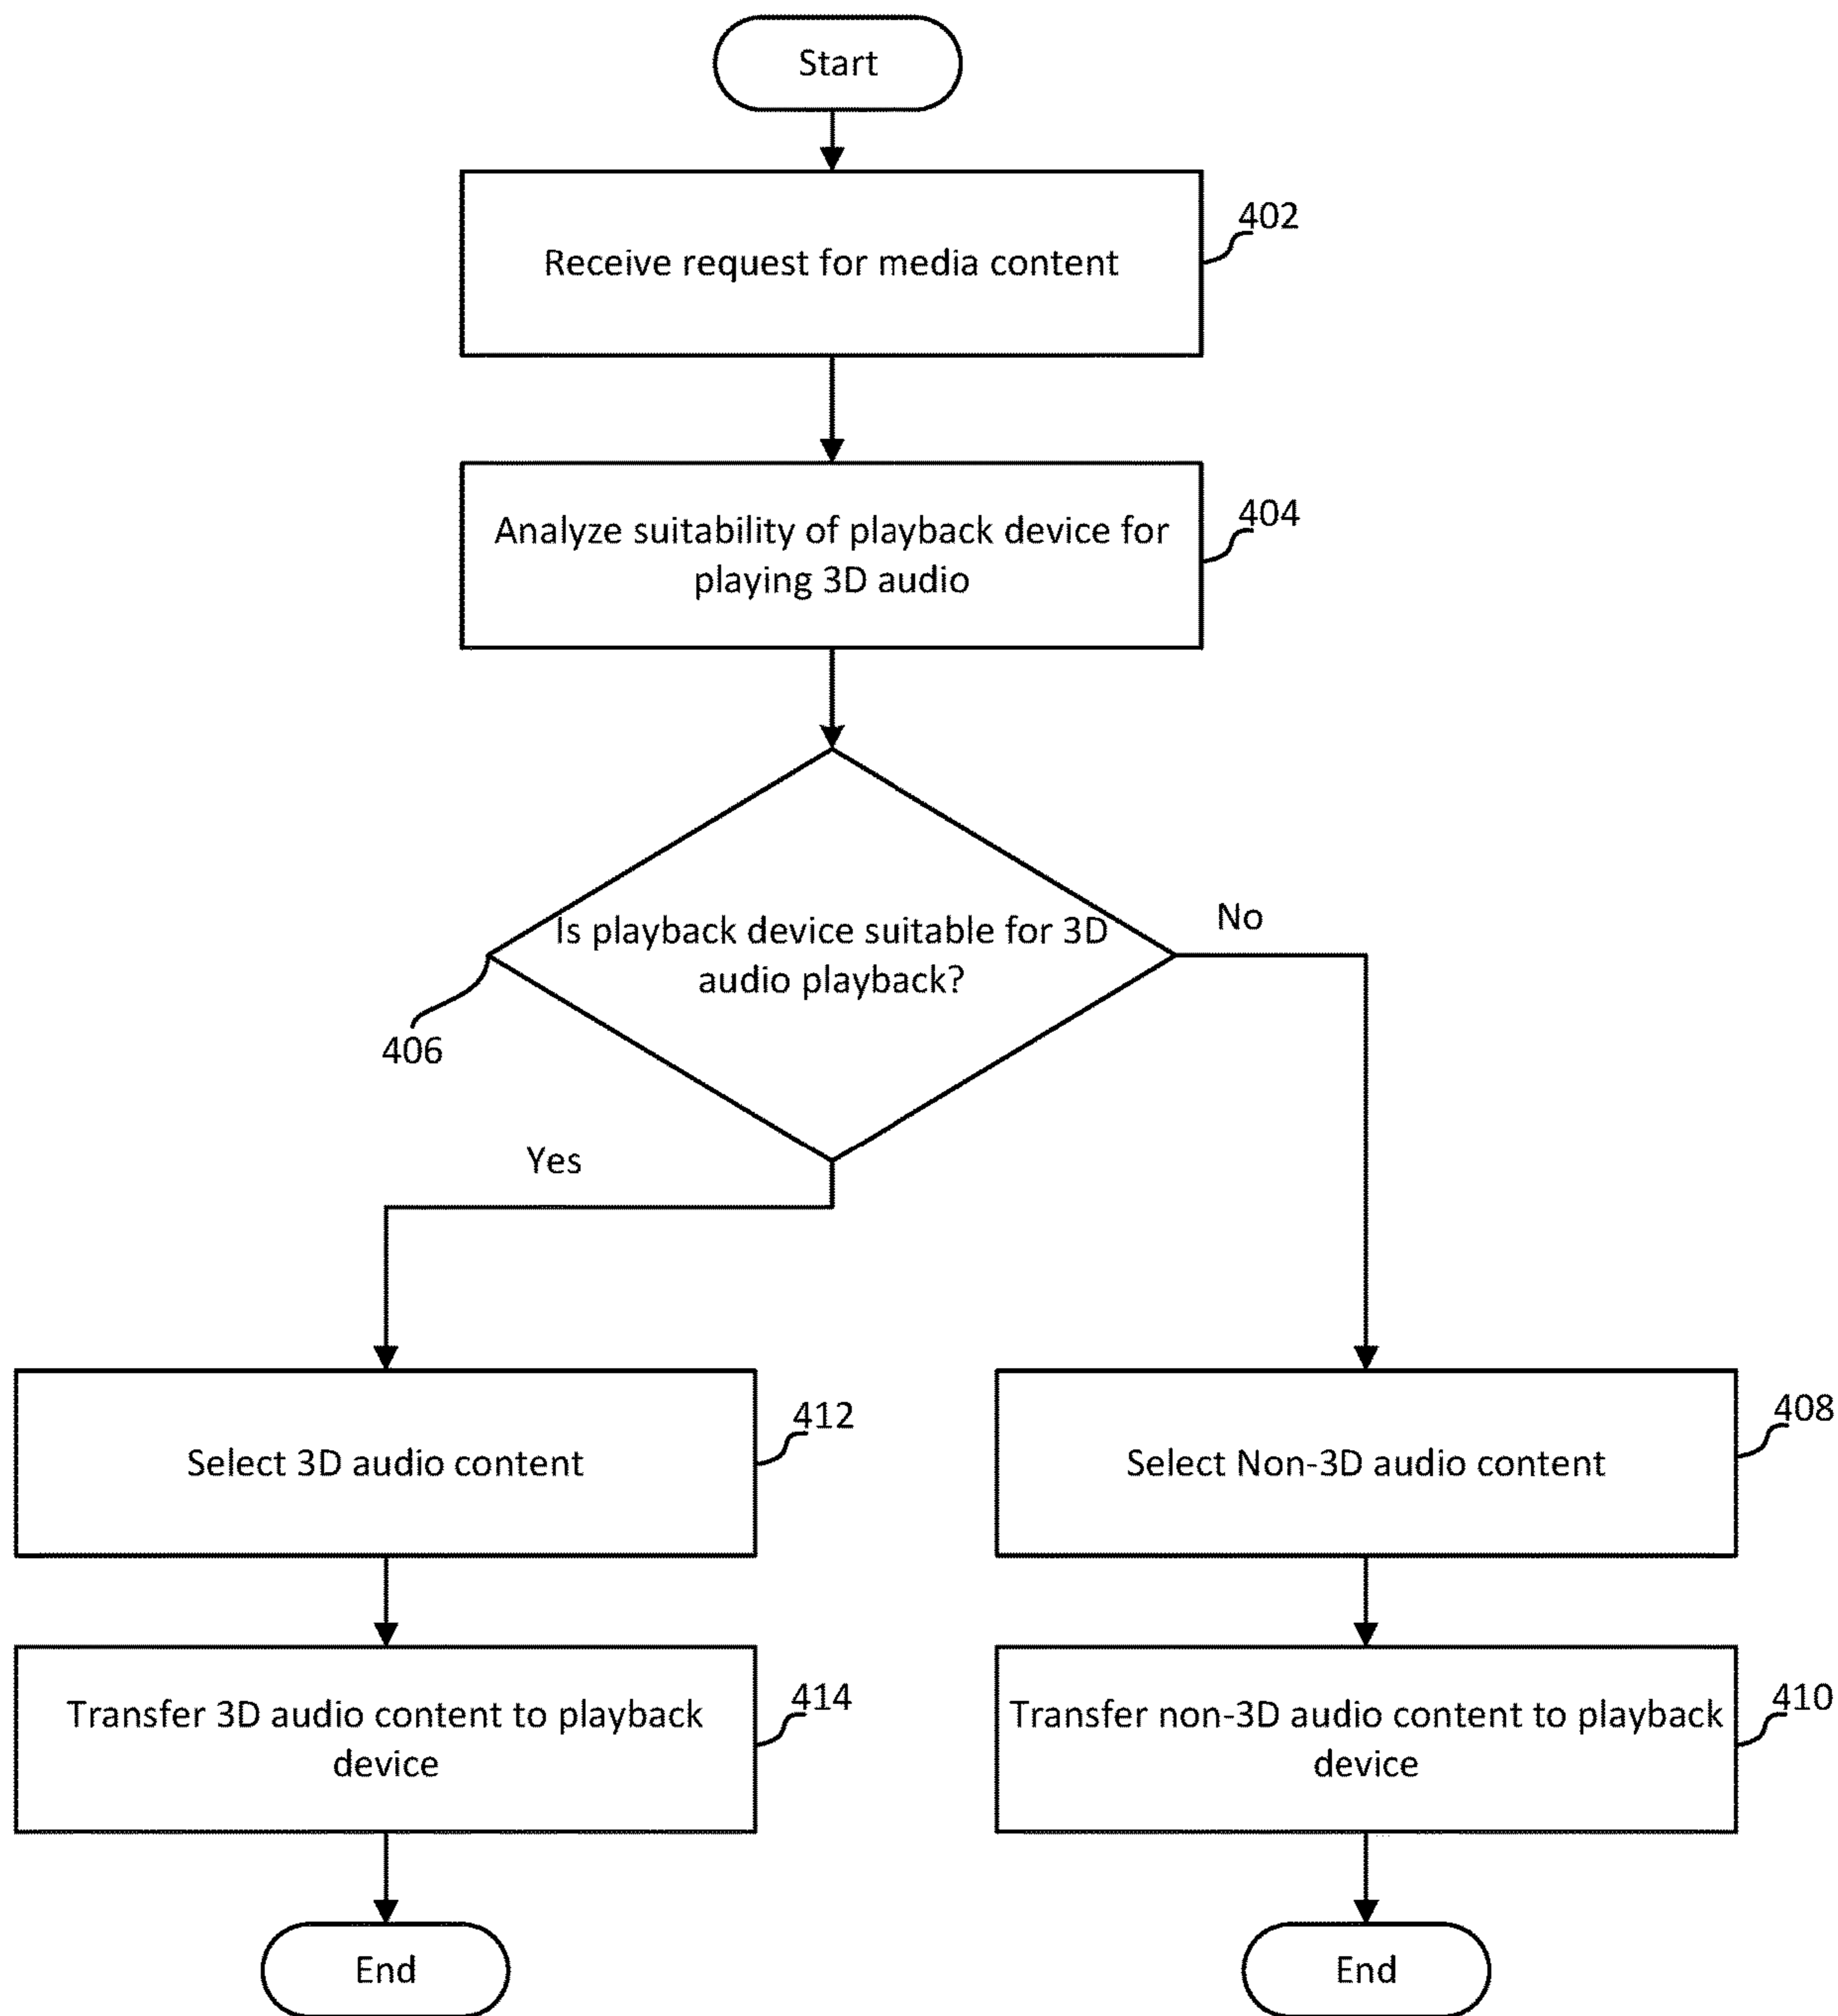 Start
402
Receive request for media content
404
Analyze suitability of playback device for
playing 3D audio
Is playback device suitable for 3D
audio playback?
No
406
Yes
412
Select 3D audio content
408
Select Non-3D audio content
414
Transfer 3D audio content to playback
device
410
Transfer non-3D audio content to playback
device
End
End